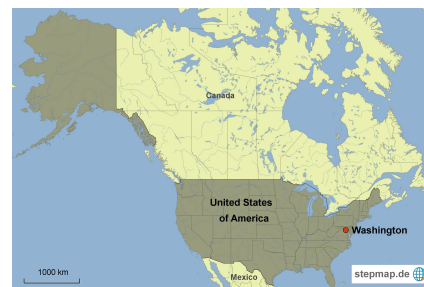 Canada
United States
of America
Washington
1000 km
Mexico
stepmap.de